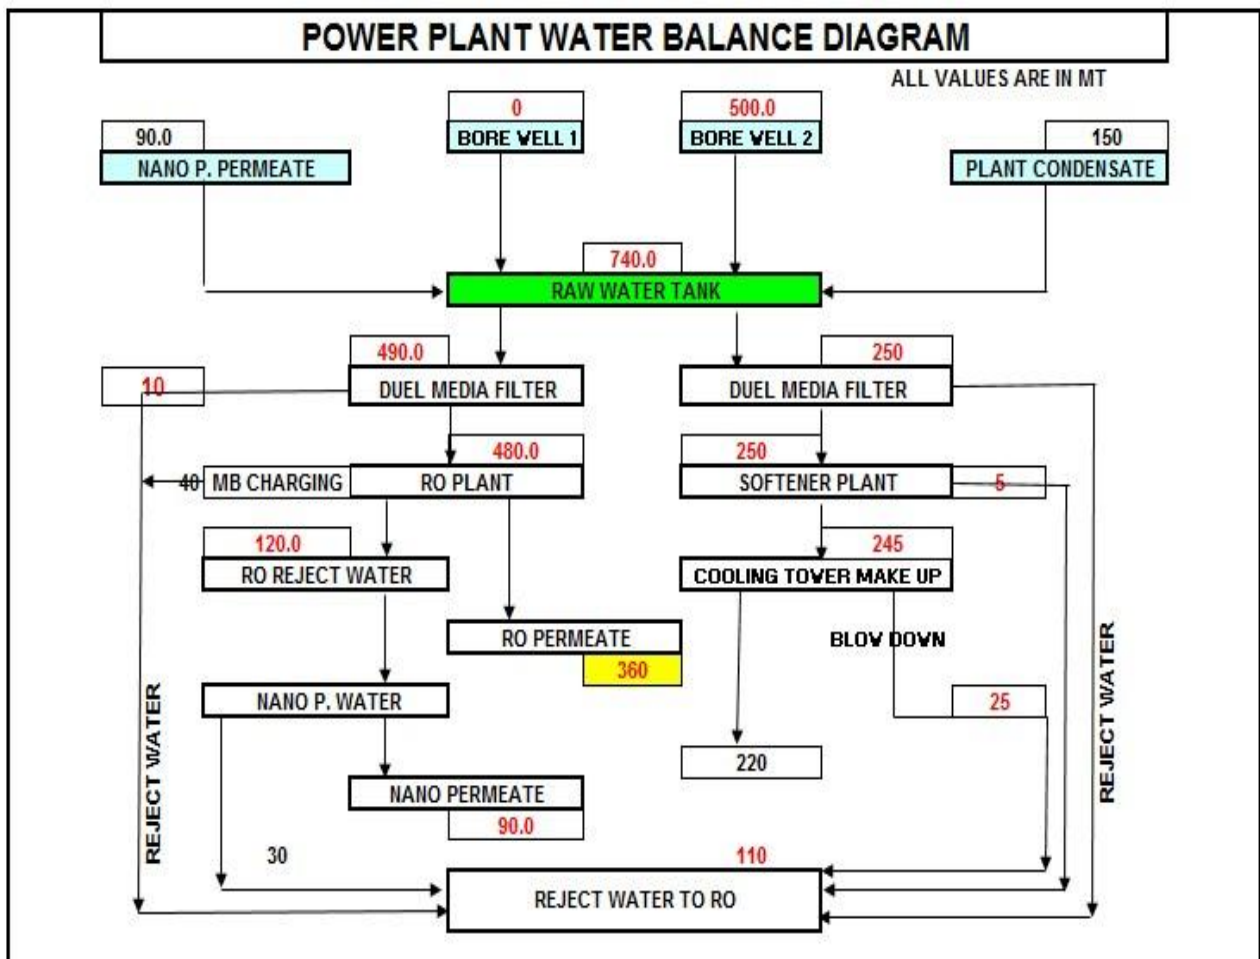 POWER PLANT WATER BALANCE DIAGRAM
ALL VALUES ARE IN MT
0
500.0
90.0
BORE WELL 1
BORE WELL 2
150
NANO P. PERMEATE
PLANT CONDENSATE
740.0
RAW WATER TANK
490.0
250
10
DUEL MEDIA FILTER
DUEL MEDIA FILTER
480.0
250
40
MB CHARGING
RO PLANT
SOFTENER PLANT
5
120.0
245
RO REJECT WATER
COOLING TOWER MAKE UP
RO PERMEATE
BLOW DOWN
360
NANO P. WATER
25
REJECT WATER
REJECT WATER
220
NANO PERMEATE
90.0
30
110
REJECT WATER TO RO